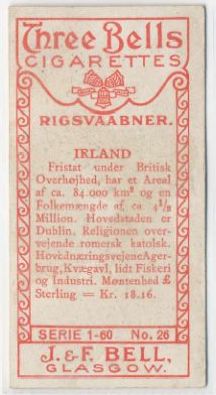 Three Bells
CIGARETTES
RIGSVAABNER.
IRLAND
Fristat under Britisk
Overhøjhed, har et Areal
af ca. 84.000 km² og en
Folkemængde af ca. 4⅓
Million. Hovedstaden er
Dublin. Religionen over-
vejende romersk katolsk.
HovednæringsvejeneAger-
brug, Kvægavl, lidt Fiskeri
og Industri. Møntenhed £
Sterling = Kr. 18.16.
SERIE 1-60 No. 26
J. & F. BELL,
GLASGOW.